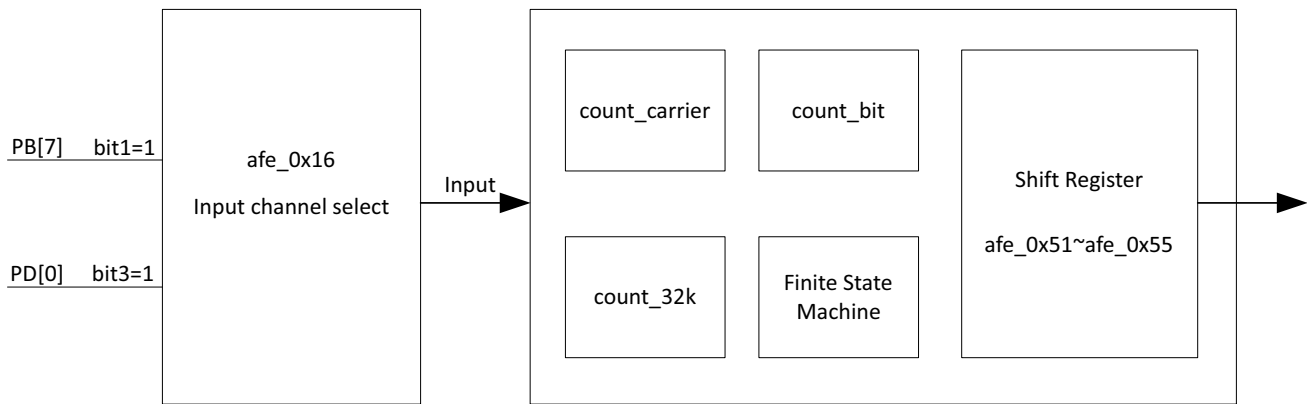 PB[7] bit1=1
PD[0] bit3=1
afe_0x16
Input channel select
Input
count_carrier
count_bit
count_32k
Finite State
Machine
Shift Register
afe_0x51~afe_0x55